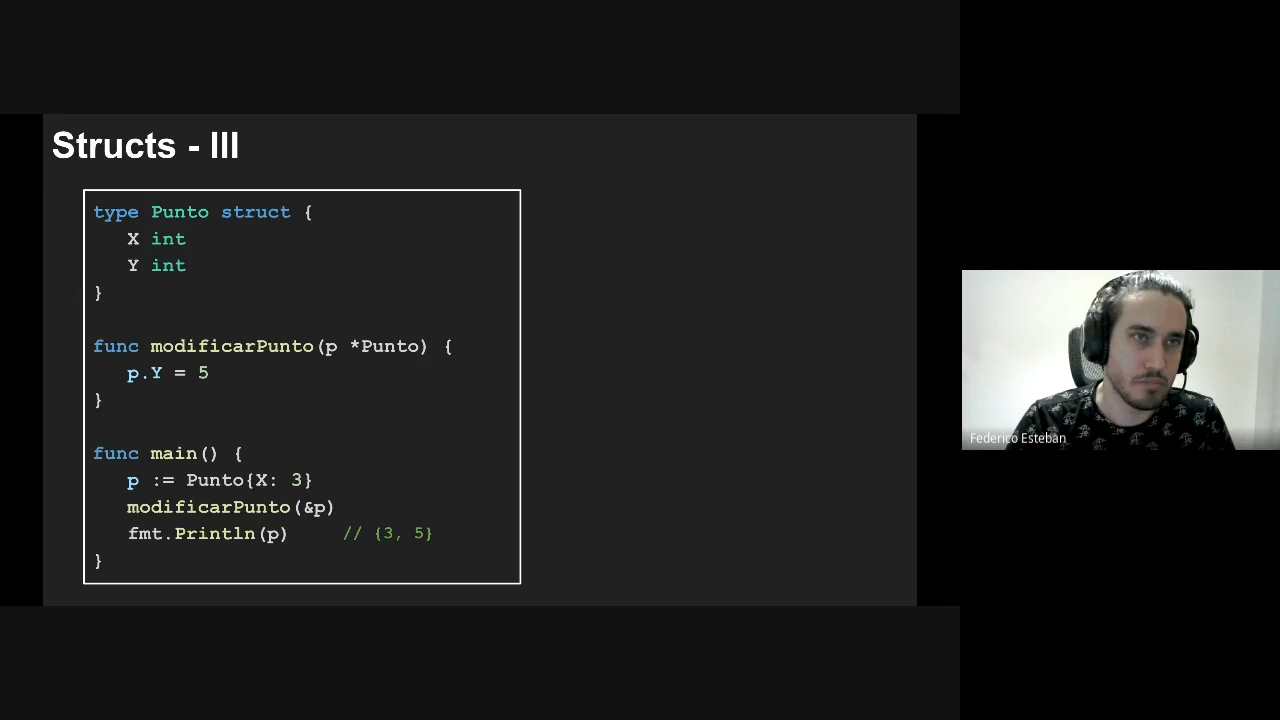 Structs - III
type Punto struct {
X int
Y int
}
func modificarPunto(p *Punto) {
p.Y = 5
}
func main() {
p := Punto{X: 3}
modificarPunto(&p)
fmt.Println(p) // {3, 5}
}
Federico Esteban